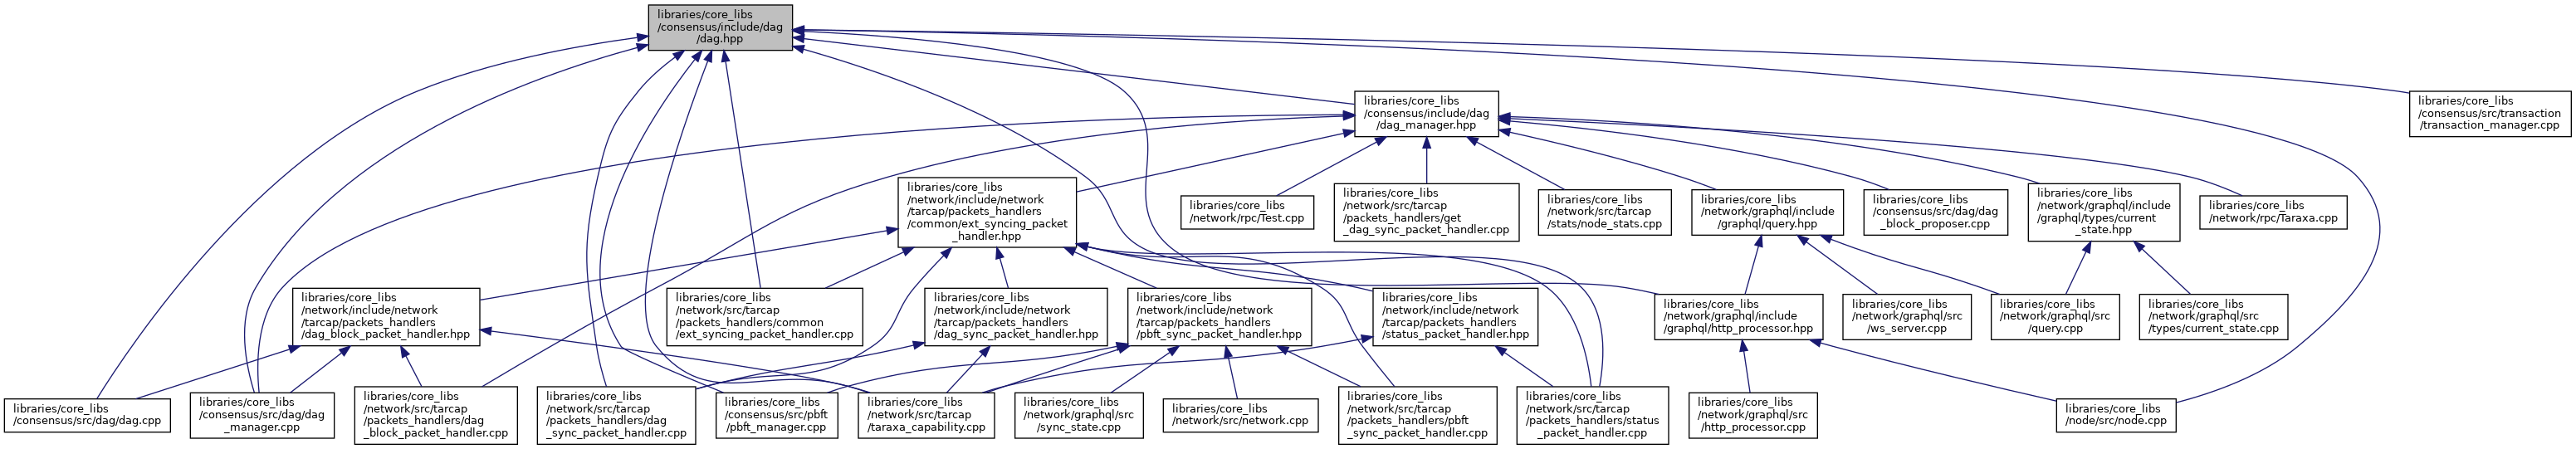 libraries/core_libs
/consensus/include/dag
/dag.hpp
libraries/core_libs
/consensus/include/dag
/dag_manager.hpp
libraries/core_libs
/consensus/src/transaction
/transaction_manager.cpp
libraries/core_libs
/network/include/network
/tarcap/packets_handlers
/common/ext_syncing_packet
_handler.hpp
libraries/core_libs
/network/rpc/Test.cpp
libraries/core_libs
/network/src/tarcap
/packets_handlers/get
_dag_sync_packet_handler.cpp
libraries/core_libs
/network/src/tarcap
/stats/node_stats.cpp
libraries/core_libs
/network/graphql/include
/graphql/query.hpp
libraries/core_libs
/consensus/src/dag/dag
_block_proposer.cpp
libraries/core_libs
/network/graphql/include
/graphql/types/current
_state.hpp
libraries/core_libs
/network/rpc/Taraxa.cpp
libraries/core_libs
/network/include/network
/tarcap/packets_handlers
/dag_block_packet_handler.hpp
libraries/core_libs
/network/src/tarcap
/packets_handlers/common
/ext_syncing_packet_handler.cpp
libraries/core_libs
/network/include/network
/tarcap/packets_handlers
/dag_sync_packet_handler.hpp
libraries/core_libs
/network/include/network
/tarcap/packets_handlers
/pbft_sync_packet_handler.hpp
libraries/core_libs
/network/include/network
/tarcap/packets_handlers
/status_packet_handler.hpp
libraries/core_libs
/network/graphql/include
/graphql/http_processor.hpp
libraries/core_libs
/network/graphql/src
/ws_server.cpp
libraries/core_libs
/network/graphql/src
/query.cpp
libraries/core_libs
/network/graphql/src
/types/current_state.cpp
libraries/core_libs
/consensus/src/dag/dag.cpp
libraries/core_libs
/consensus/src/dag/dag
_manager.cpp
libraries/core_libs
/network/src/tarcap
/packets_handlers/dag
_block_packet_handler.cpp
libraries/core_libs
/network/src/tarcap
/packets_handlers/dag
_sync_packet_handler.cpp
libraries/core_libs
/consensus/src/pbft
/pbft_manager.cpp
libraries/core_libs
/network/src/tarcap
/taraxa_capability.cpp
libraries/core_libs
/network/graphql/src
/sync_state.cpp
libraries/core_libs
/network/src/network.cpp
libraries/core_libs
/network/src/tarcap
/packets_handlers/pbft
_sync_packet_handler.cpp
libraries/core_libs
/network/src/tarcap
/packets_handlers/status
_packet_handler.cpp
libraries/core_libs
/network/graphql/src
/http_processor.cpp
libraries/core_libs
/node/src/node.cpp